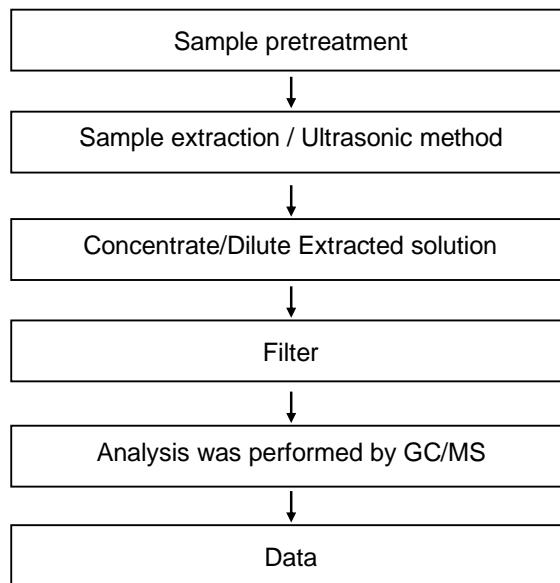 Sample pretreatment
Sample extraction / Ultrasonic method
Concentrate/Dilute Extracted solution
Filter
Analysis was performed by GC/MS
Data